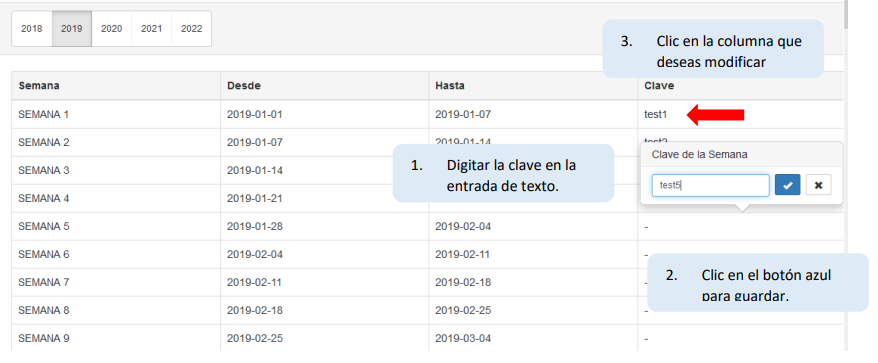 2018 2019 2020 2021 2022
3. Clic en la columna que
deseas modificar
Semana Desde Hasta Clave
SEMANA 1 2019-01-01 2019-01-07 test1
SEMANA 2 2019-01-07 2019-01-14 test2
SEMANA 3 2019-01-14
SEMANA 4 2019-01-21
SEMANA 5 2019-01-28 2019-02-04 -
SEMANA 6 2019-02-04 2019-02-11 -
SEMANA 7 2019-02-11 2019-02-18 -
SEMANA 8 2019-02-18 2019-02-25 -
SEMANA 9 2019-02-25 2019-03-04 -
1. Digitar la clave en la
entrada de texto.
Clave de la Semana
test5
2. Clic en el botón azul
para guardar.